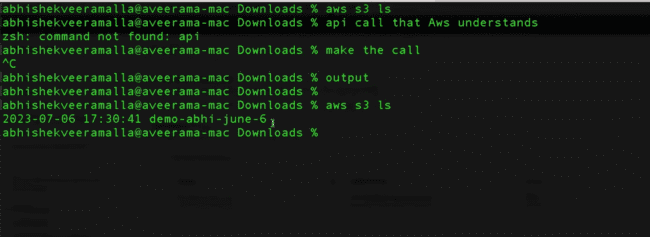 abhishekveeramalla@aveerama-mac Downloads % aws s3 ls
abhishekveeramalla@aveerama-mac Downloads % api call that Aws understands
zsh: command not found: api
abhishekveeramalla@aveerama-mac Downloads % make the call
^C
abhishekveeramalla@aveerama-mac Downloads % output
abhishekveeramalla@aveerama-mac Downloads %
abhishekveeramalla@aveerama-mac Downloads % aws s3 ls
2023-07-06 17:30:41 demo-abhi-june-6
abhishekveeramalla@aveerama-mac Downloads %